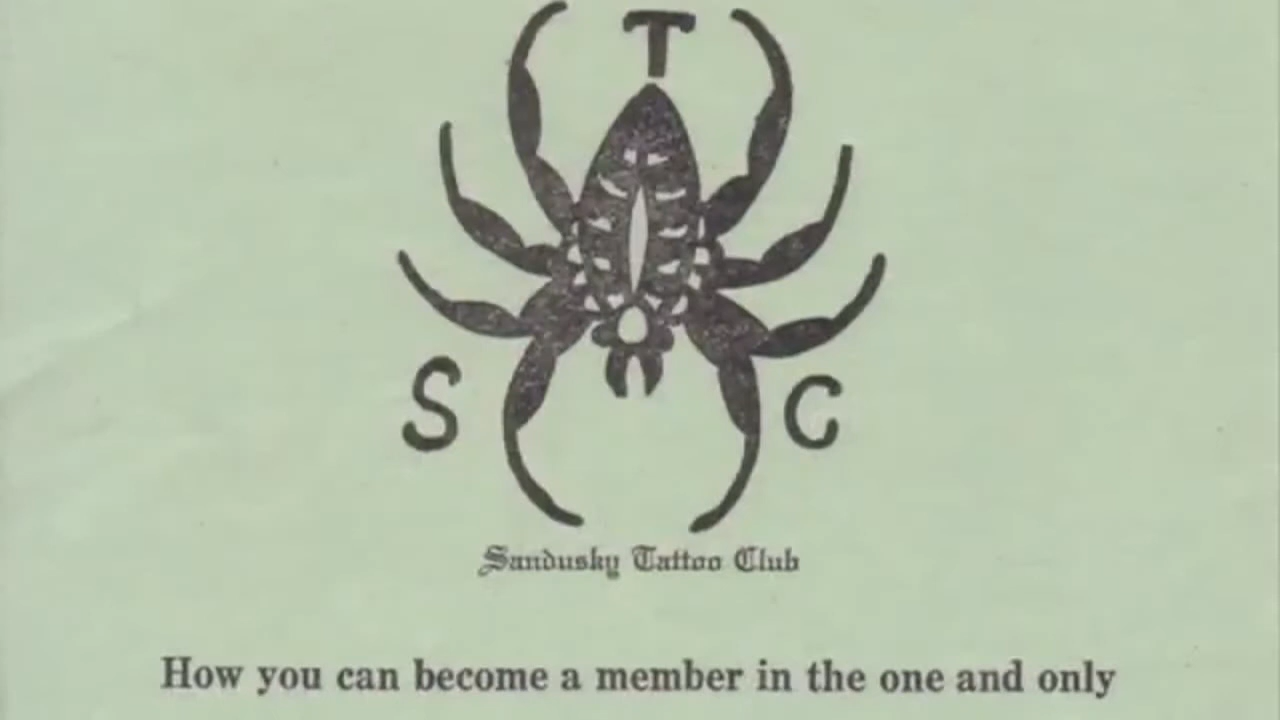 T
S C
Sandusky Tattoo Club
How you can become a member in the one and only